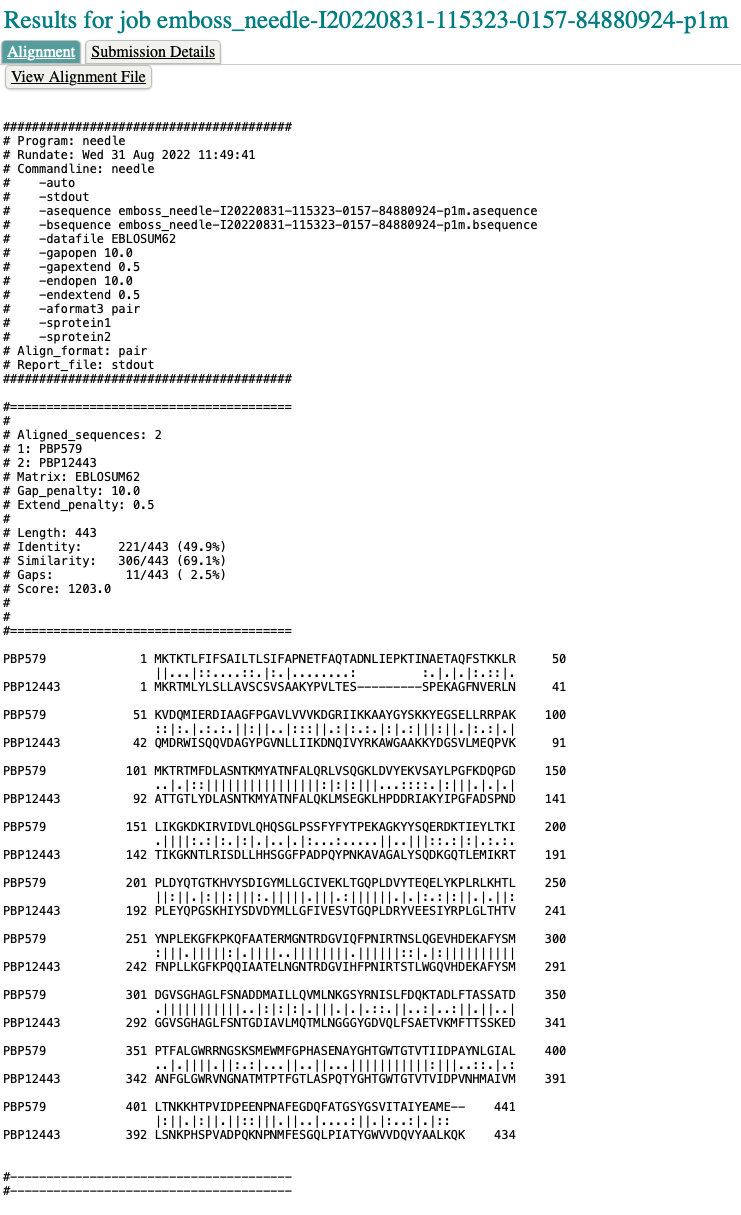 Results for job emboss_needle-I20220831-115323-0157-84880924-p1m
Alignment Submission Details
View Alignment File
########################################
# Program: needle
# Rundate: Wed 31 Aug 2022 11:49:41
# Commandline: needle
#    -auto
#    -stdout
#    -asequence emboss_needle-I20220831-115323-0157-84880924-p1m.asequence
#    -bsequence emboss_needle-I20220831-115323-0157-84880924-p1m.bsequence
#    -datafile EBLOSUM62
#    -gapopen 10.0
#    -gapextend 0.5
#    -endopen 10.0
#    -endextend 0.5
#    -aformat3 pair
#    -sprotein1
#    -sprotein2
# Align_format: pair
# Report_file: stdout
########################################
#=======================================
#
# Aligned_sequences: 2
# 1: PBP579
# 2: PBP12443
# Matrix: EBLOSUM62
# Gap_penalty: 10.0
# Extend_penalty: 0.5
#
# Length: 443
# Identity:     221/443 (49.9%)
# Similarity:   306/443 (69.1%)
# Gaps:          11/443 ( 2.5%)
# Score: 1203.0
#
#
#=======================================
PBP579             1 MKTKTLFIFSAILTLSIFAPNETFAQTADNLIEPKTINAETAQFSTKKLR     50
                     ||...|::....::.|:.|........:         :.|.|.|:.::|.
PBP12443           1 MKRTMLYLSLLAVSCSVSAAKYPVLTES---------SPEKAGFNVERLN     41
PBP579            51 KVDQMIERDIAAGFPGAVLVVVKDGRIIKKAAYGYSKKYEGSELLRRPAK    100
                     ::|:.|.:.:.||:||..|:::||.|:.:.|:.|:.|||:||.|:.|.|
PBP12443          42 QMDRWISQQVDAGYPGVNLLIIKDNQIVYRKAWGAAKKYDGSVLMEQPVK     91
PBP579           101 MKTRTMFDLASNTKMYATNFALQRLVSQGKLDVYEKVSAYLPGFKDQPGD    150
                     ..|.|::||||||||||||||||:|:|:|||...::::.:|||.|.|.|
PBP12443          92 ATTGTLYDLASNTKMYATNFALQKLMSEGKLHPDDRIAKYIPGFADSPND    141
PBP579           151 LIKGKDKIRVIDVLQHQSGLPSSFYFYTPEKAGKYYSQERDKTIEYLTKI    200
                     .||||:.:|:.|:|.|..|.|...:.....||..|||::.:|.:|:.:.
PBP12443         142 TIKGKNTLRISDLLHHSGGFPADPQYPNKAVAGALYSQDKGQTLEMIKRT    191
PBP579           201 PLDYQTGTKHVYSDIGYMLLGCIVEKLTGQPLDVYTEQELYKPLRLKHTL    250
                     ||:||.|:||:|||:.|||||.||.:|||||||.|.|.:|:|||.||:
PBP12443         192 PLEYQPGSKHIYSDVDYMLLGFIVESVTGQPLDRYVEESIYRPLGLTHTV    241
PBP579           251 YNPLEKGFKPKQFAATERMGNTRDGVIQFPNIRTNSLQGEVHDEKAFYSM    300
                     :|||.|||||:.|.||||..||||||||.||||||::|.|:||||||||||
PBP12443         242 FNPLLKGFKPQQIAATELNGNTRDGVIHFPNIRTSTLWGQVHDEKAFYSM    291
PBP579           301 DGVSGHAGLFSNADDMAILLQVMLNKGSYRNISLFDQKTADLFTASSATD    350
                     .|||||||||||..|:|:|:|.|||.|.|.::.||..:|..:||.||..|
PBP12443         292 GGVSGHAGLFSNTGDIAVLMQTMLNGGGYGDVQLFSAETVKMFTTSSKED    341
PBP579           351 PTFALGWRRNGSKSMEWMFGPHASENAYGHTGWTGTVTIIDPAYNLGIAL    400
                     ..|.||||.||:.:...||..||...|||||||||||:|||..::.|.:
PBP12443         342 ANFGLGWRVNGNATMTPTFGTLASPQTYGHTGWTGTVTVIDPVNHMAIVM    391
PBP579           401 LTNKKHTPVIDPEENPNAFEGDQFATGSYGSVITAIYEAME--    441
                     |:||.|:||.||::|||.||..|....:||.|:..:.|::
PBP12443         392 LSNKPHSPVADPQKNPNMFESGQLPIATYGWVVDQVYAALKQK    434
#---------------------------------------
#---------------------------------------